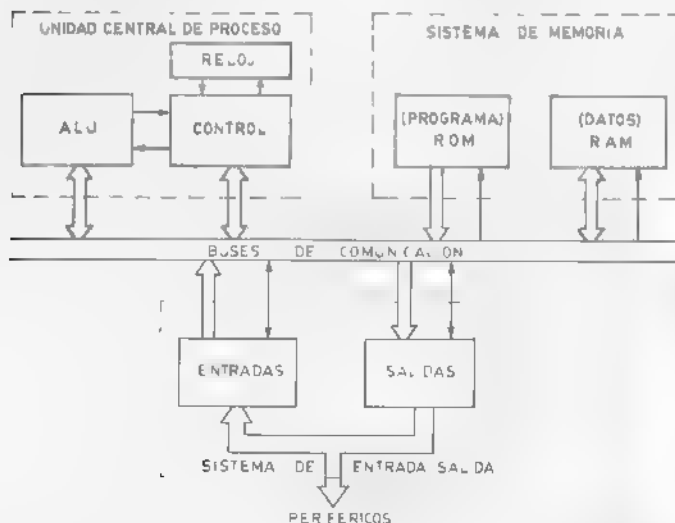 UNIDAD CENTRAL DE PROCESO
SISTEMA DE MEMORIA
RELOJ
ALU
CONTROL
(PROGRAMA)
ROM
(DATOS)
RAM
BUSES DE COMUNICACION
ENTRADAS
SALIDAS
SISTEMA DE ENTRADA SALIDA
PERIFERICOS